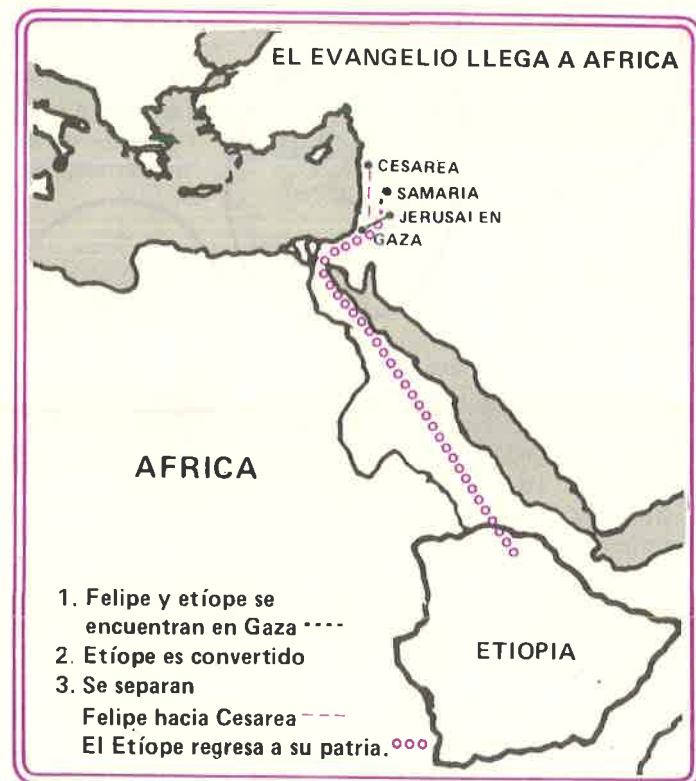 EL EVANGELIO LLEGA A AFRICA
CESAREA
SAMARIA
JERUSALEN
GAZA
AFRICA
ETIOPIA
1. Felipe y etíope se
encuentran en Gaza ----
2. Etíope es convertido
3. Se separan
Felipe hacia Cesarea ---
El Etíope regresa a su patria. ooo